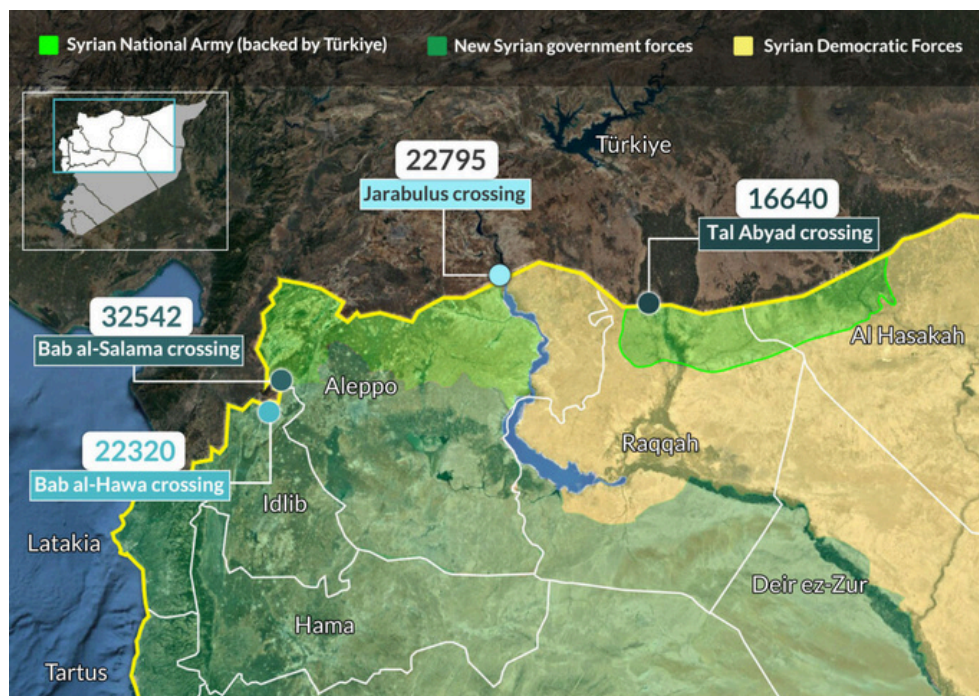 Syrian National Army (backed by Türkiye)
New Syrian government forces
Syrian Democratic Forces
Türkiye
22795
Jarabulus crossing
16640
Tal Abyad crossing
32542
Bab al-Salama crossing
Al Hasakah
Aleppo
22320
Bab al-Hawa crossing
Raqqah
Idlib
Latakia
Deir ez-Zur
Hama
Tartus